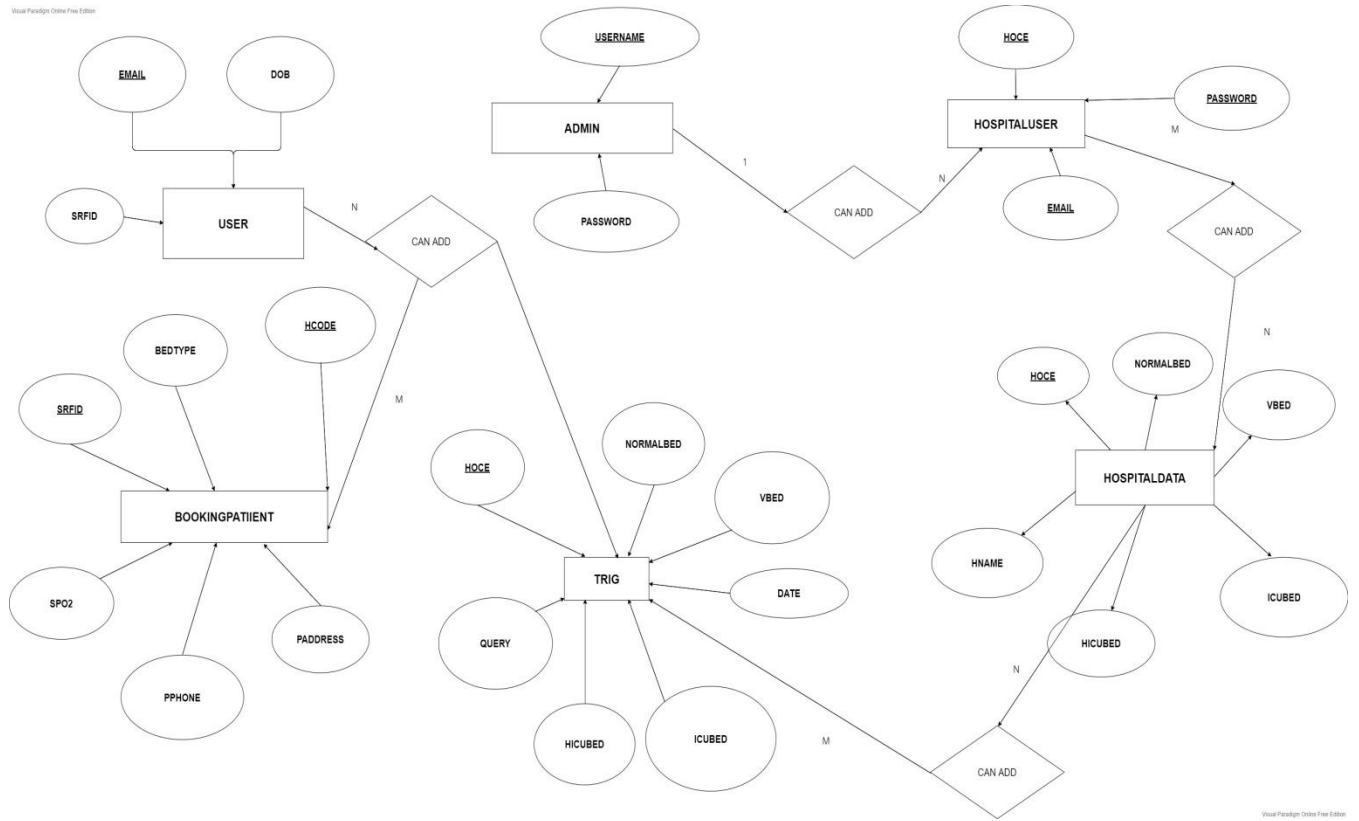 Visual Paradigm Online Free Edition
USERNAME
HOCE
EMAIL
DOB
PASSWORD
ADMIN
HOSPITALUSER
M
1
N
CAN ADD
EMAIL
SRFID
USER
N
PASSWORD
CAN ADD
CAN ADD
HCODE
BEDTYPE
N
NORMALBED
HOCE
VBED
SRFID
M
NORMALBED
HOCE
VBED
HOSPITALDATA
BOOKINGPATIIENT
HNAME
TRIG
DATE
ICUBED
SPO2
PADDRESS
QUERY
HICUBED
N
PPHONE
HICUBED
ICUBED
M
CAN ADD
Visual Paradigm Online Free Edition